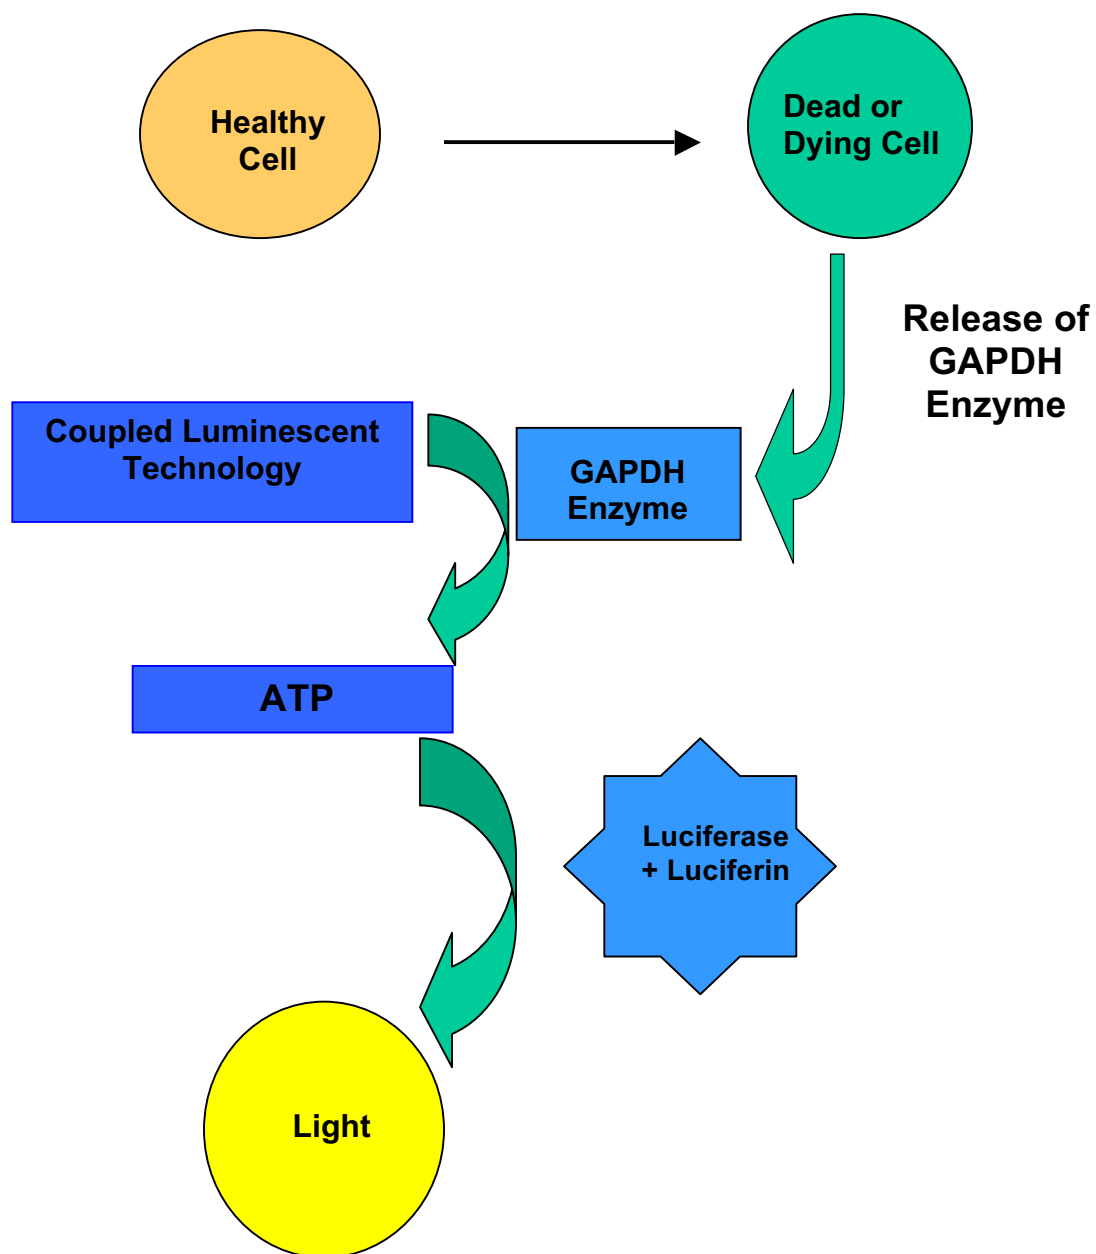 Healthy
Cell
Dead or
Dying Cell
Release of
GAPDH
Enzyme
Coupled Luminescent
Technology
GAPDH
Enzyme
ATP
Luciferase
+ Luciferin
Light